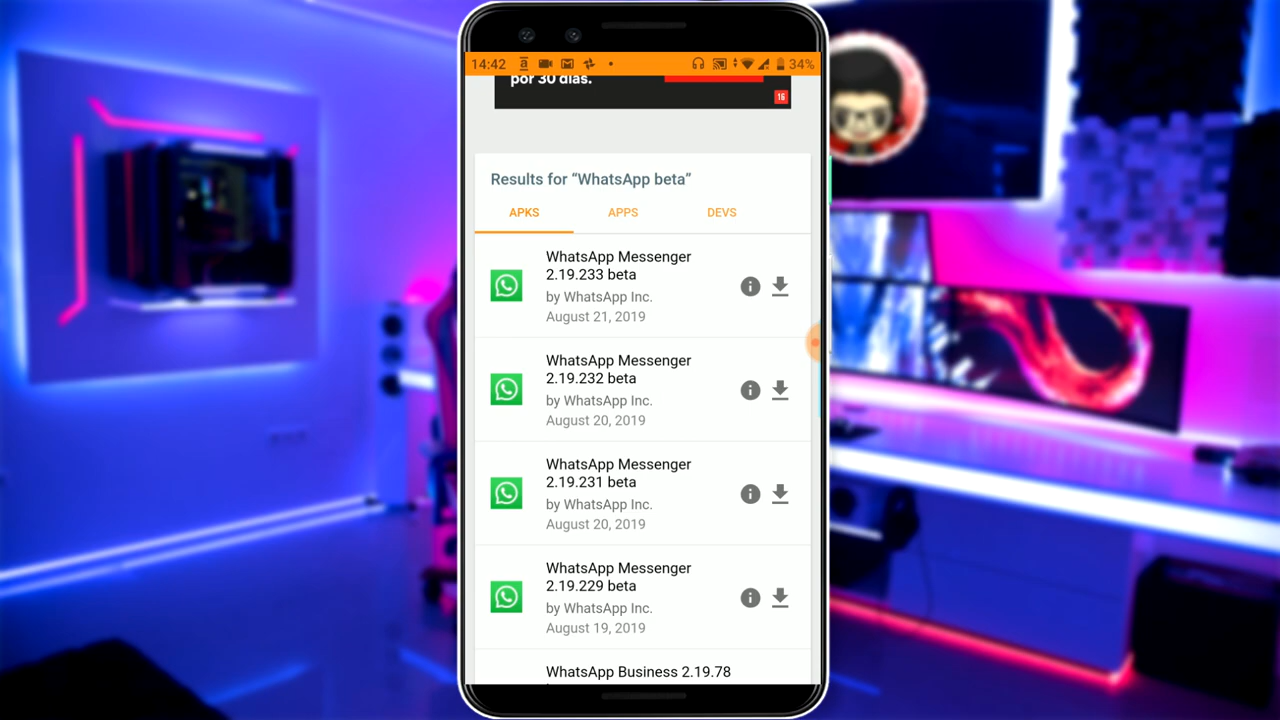 14:42
34%
por 30 dias.
16
Results for “WhatsApp beta”
APKS
APPS
DEVS
WhatsApp Messenger
2.19.233 beta
by WhatsApp Inc.
August 21, 2019
WhatsApp Messenger
2.19.232 beta
by WhatsApp Inc.
August 20, 2019
WhatsApp Messenger
2.19.231 beta
by WhatsApp Inc.
August 20, 2019
WhatsApp Messenger
2.19.229 beta
by WhatsApp Inc.
August 19, 2019
WhatsApp Business 2.19.78